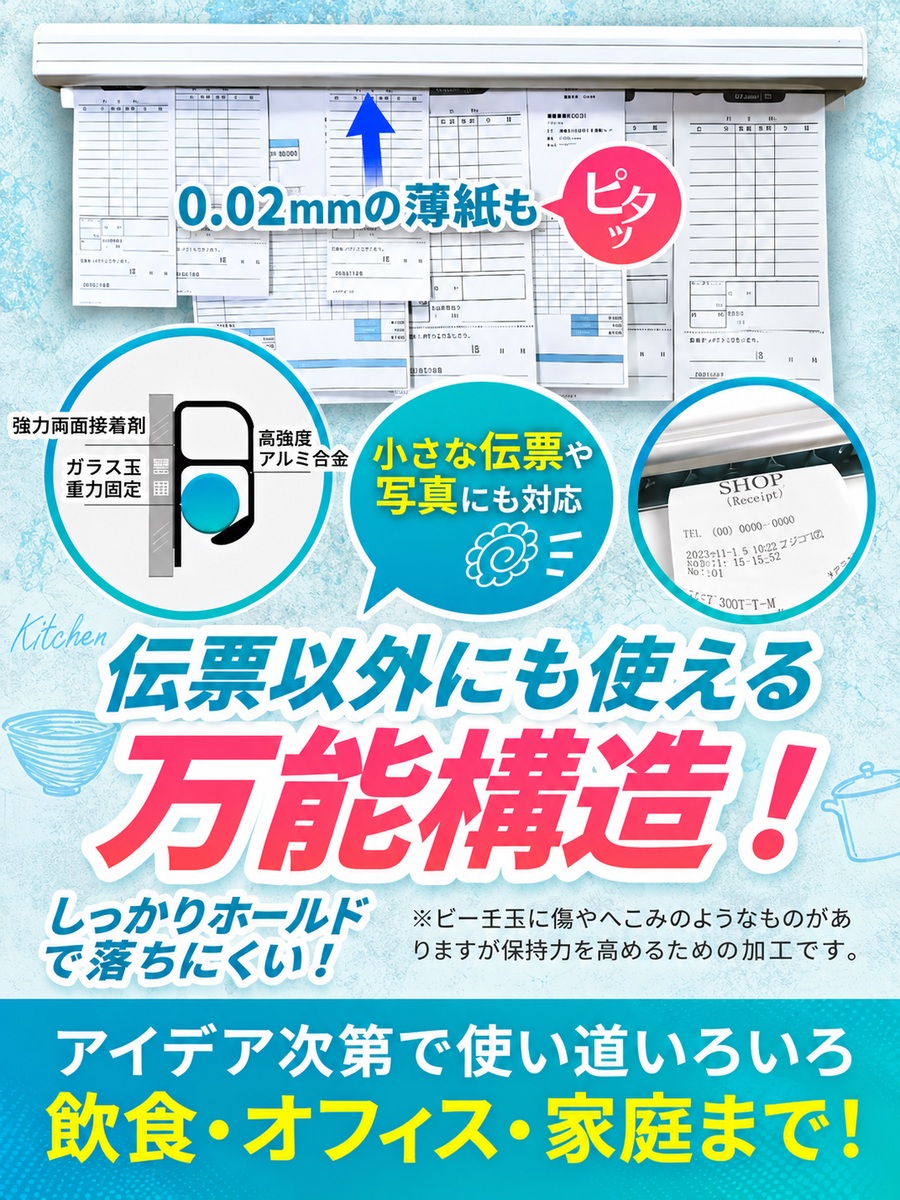 0.02mmの薄紙も
ピタッ
強力両面接着剤
ガラス玉
重力固定
高強度
アルミ合金
小さな伝票や
写真にも対応
SHOP
(Receipt)
TEL (00) 0000-0000
Kitchen
伝票以外にも使える
万能構造！
しっかりホールド
で落ちにくい！
※ビー王玉に傷やへこみのようなものがあ
りますが保持力を高めるための加工です。
アイデア次第で使い道いろいろ
飲食・オフィス・家庭まで！